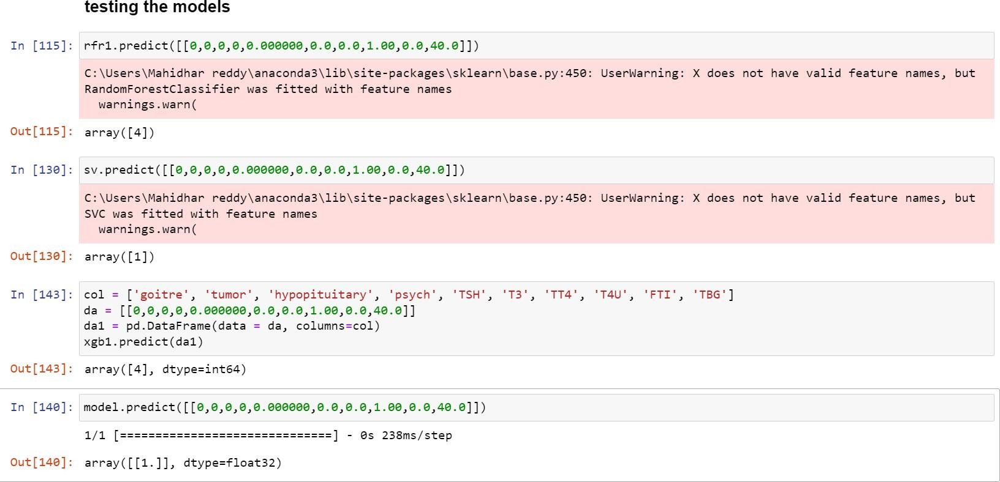 testing the models
In [115]: rfr1.predict([[0,0,0,0,0.000000,0.0,0.0,1.00,0.0,40.0]])
C:\Users\Mahidhar reddy\anaconda3\lib\site-packages\sklearn\base.py:450: UserWarning: X does not have valid feature names, but
RandomForestClassifier was fitted with feature names
warnings.warn(
Out[115]: array([4])
In [130]: sv.predict([[0,0,0,0,0.000000,0.0,0.0,1.00,0.0,40.0]])
C:\Users\Mahidhar reddy\anaconda3\lib\site-packages\sklearn\base.py:450: UserWarning: X does not have valid feature names, but
SVC was fitted with feature names
warnings.warn(
Out[130]: array([1])
In [143]: col = ['goitre', 'tumor', 'hypopituitary', 'psych', 'TSH', 'T3', 'TT4', 'T4U', 'FTI', 'TBG']
da = [[0,0,0,0,0.000000,0.0,0.0,1.00,0.0,40.0]]
da1 = pd.DataFrame(data = da, columns=col)
xgb1.predict(da1)
Out[143]: array([4], dtype=int64)
In [140]: model.predict([[0,0,0,0,0.000000,0.0,0.0,1.00,0.0,40.0]])
1/1 [==============================] - 0s 238ms/step
Out[140]: array([[1.]], dtype=float32)